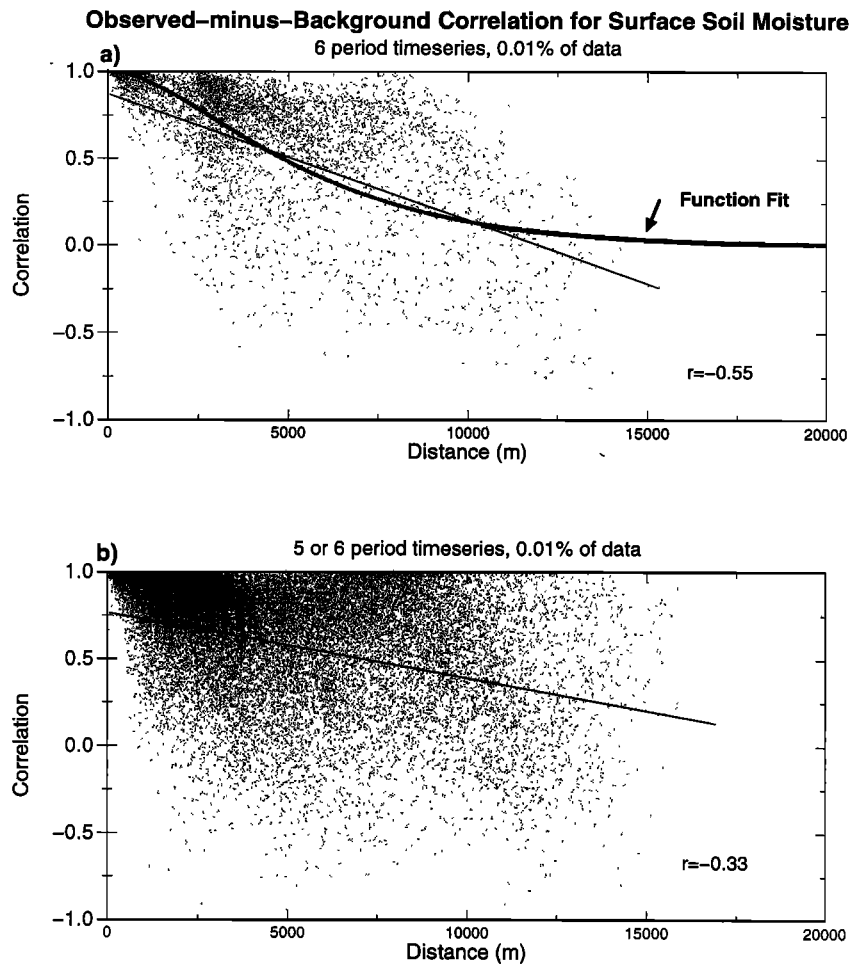 Observed-minus-Background Correlation for Surface Soil Moisture
a)
6 period timeseries, 0.01% of data
1.0
0.5
0.0
-0.5
-1.0
Correlation
Function Fit
r=-0.55
0
5000
10000
15000
20000
Distance (m)
b)
5 or 6 period timeseries, 0.01% of data
1.0
0.5
0.0
-0.5
-1.0
Correlation
r=-0.33
0
5000
10000
15000
20000
Distance (m)